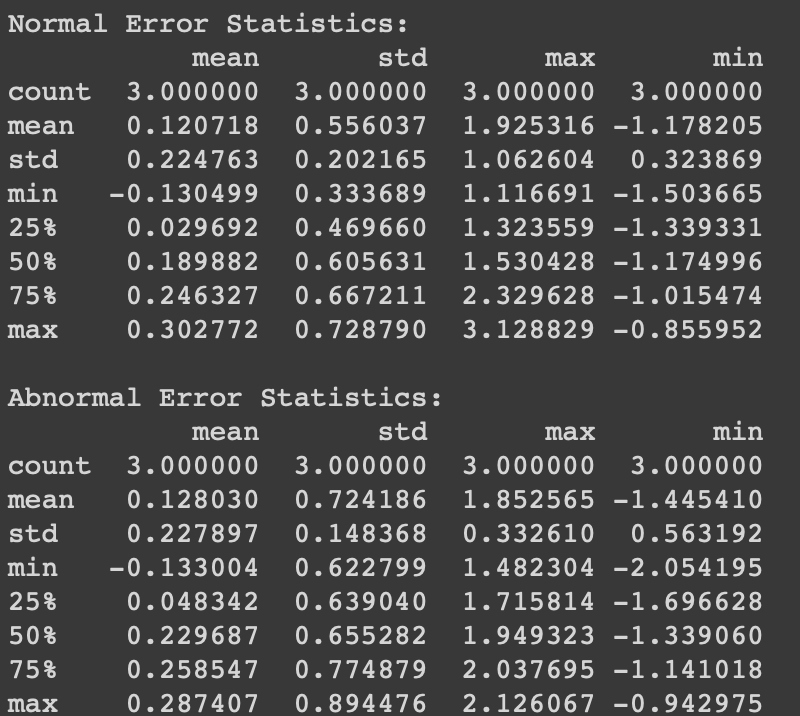 Normal Error Statistics:
           mean       std       max       min
count  3.000000  3.000000  3.000000  3.000000
mean   0.120718  0.556037  1.925316 -1.178205
std    0.224763  0.202165  1.062604  0.323869
min   -0.130499  0.333689  1.116691 -1.503665
25%    0.029692  0.469660  1.323559 -1.339331
50%    0.189882  0.605631  1.530428 -1.174996
75%    0.246327  0.667211  2.329628 -1.015474
max    0.302772  0.728790  3.128829 -0.855952

Abnormal Error Statistics:
           mean       std       max       min
count  3.000000  3.000000  3.000000  3.000000
mean   0.128030  0.724186  1.852565 -1.445410
std    0.227897  0.148368  0.332610  0.563192
min   -0.133004  0.622799  1.482304 -2.054195
25%    0.048342  0.639040  1.715814 -1.696628
50%    0.229687  0.655282  1.949323 -1.339060
75%    0.258547  0.774879  2.037695 -1.141018
max    0.287407  0.894476  2.126067 -0.942975